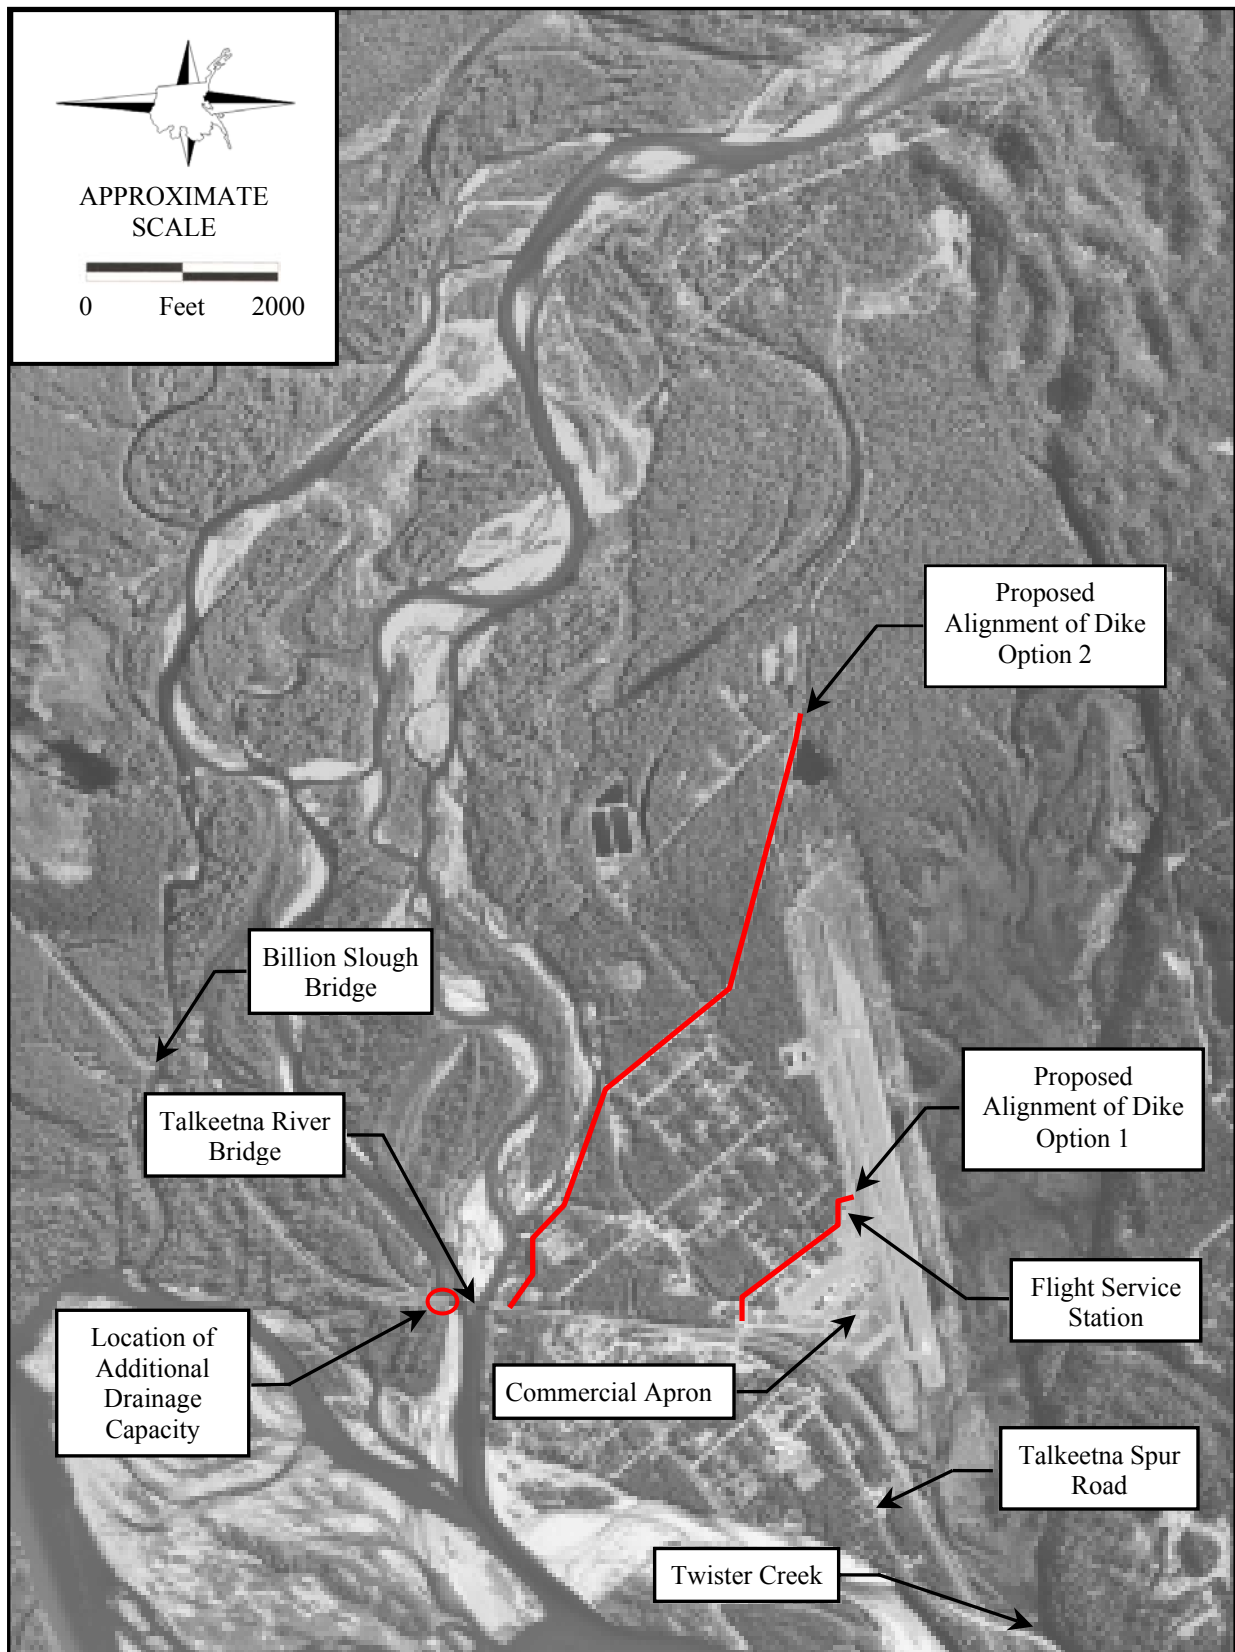 APPROXIMATE
SCALE
0 Feet 2000
Proposed
Alignment of Dike
Option 2
Billion Slough
Bridge
Talkeetna River
Bridge
Proposed
Alignment of Dike
Option 1
Flight Service
Station
Location of
Additional
Drainage
Capacity
Commercial Apron
Talkeetna Spur
Road
Twister Creek